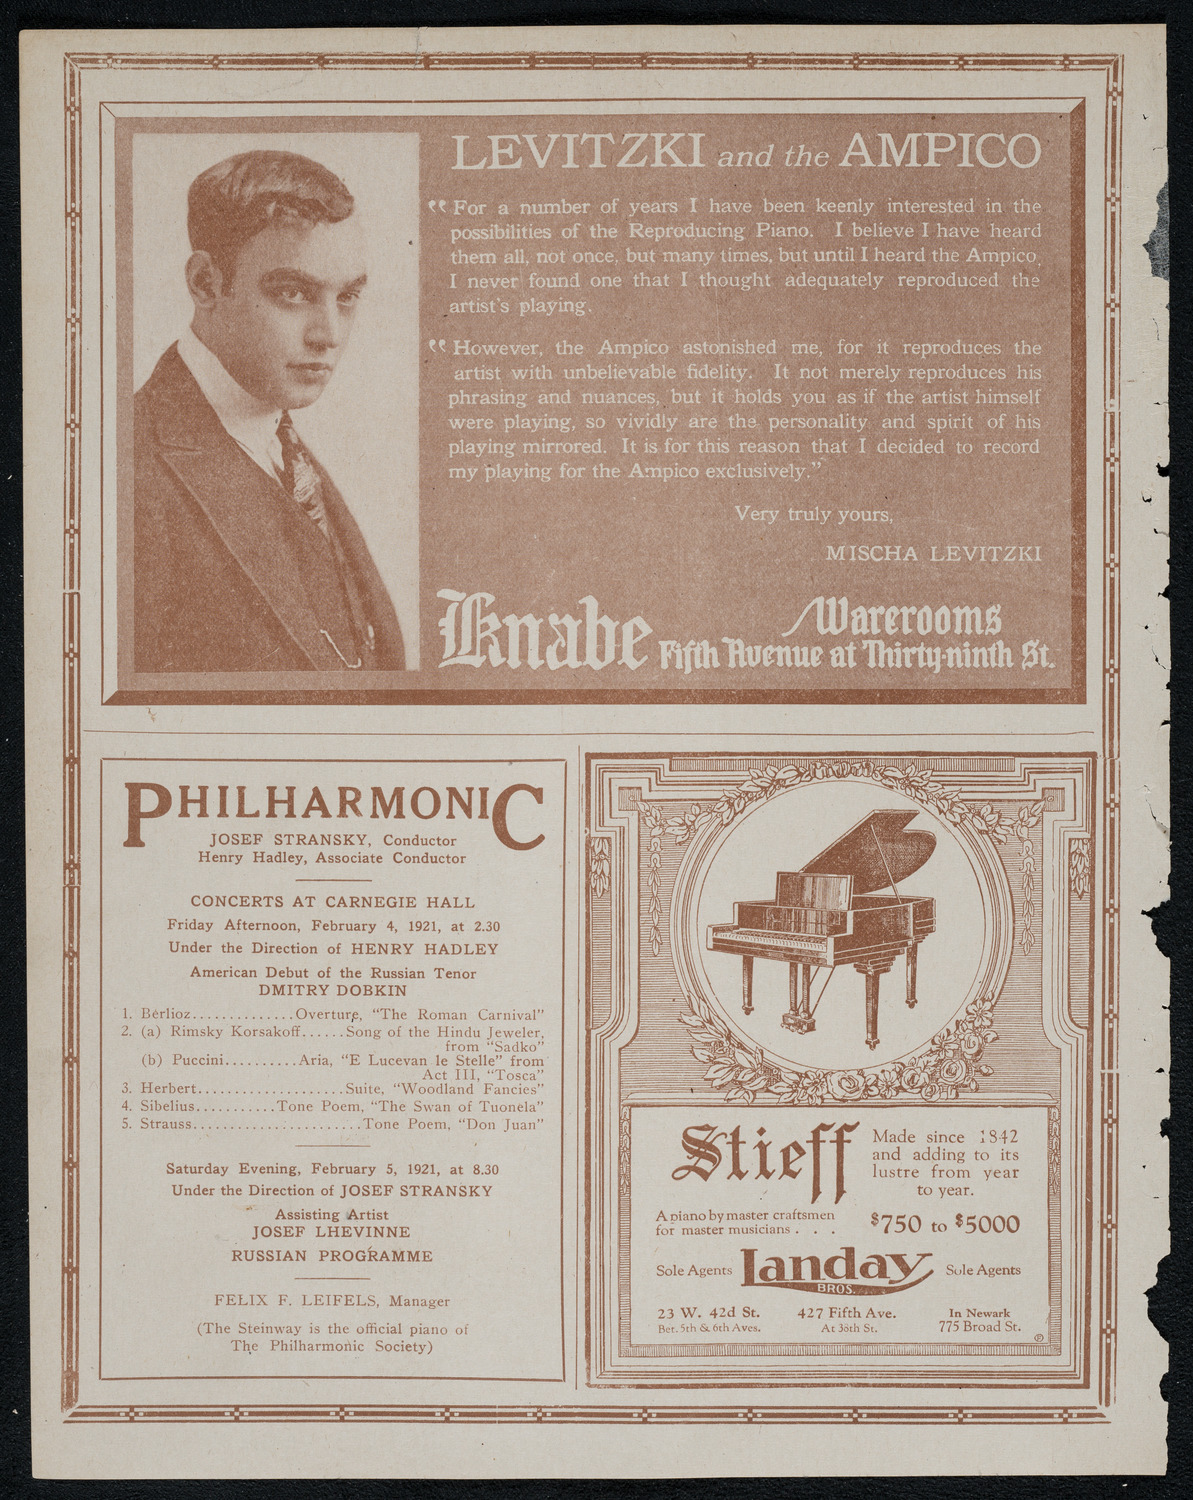 LEVITZKI and the AMPICO
“For a number of years I have been keenly interested in the
possibilities of the Reproducing Piano. I believe I have heard
them all, not once, but many times, but until I heard the Ampico,
I never found one that I thought adequately reproduced the
artist's playing.
“However, the Ampico astonished me, for it reproduces the
artist with unbelievable fidelity. It not merely reproduces his
phrasing and nuances, but it holds you as if the artist himself
were playing, so vividly are the personality and spirit of his
playing mirrored. It is for this reason that I decided to record
my playing for the Ampico exclusively.”
Very truly yours,
MISCHA LEVITZKI
Knabe Warerooms
Fifth Avenue at Thirty-ninth St.
PHILHARMONIC
JOSEF STRANSKY, Conductor
Henry Hadley, Associate Conductor
CONCERTS AT CARNEGIE HALL
Friday Afternoon, February 4, 1921, at 2.30
Under the Direction of HENRY HADLEY
American Debut of the Russian Tenor
DMITRY DOBKIN
1. Berlioz..............Overture, “The Roman Carnival”
2. (a) Rimsky Korsakoff......Song of the Hindu Jeweler,
from “Sadko”
(b) Puccini..........Aria, “E Lucevan le Stelle” from
Act III, “Tosca”
3. Herbert....................Suite, “Woodland Fancies”
4. Sibelius...........Tone Poem, “The Swan of Tuonela”
5. Strauss.......................Tone Poem, “Don Juan”
Saturday Evening, February 5, 1921, at 8.30
Under the Direction of JOSEF STRANSKY
Assisting Artist
JOSEF LHEVINNE
RUSSIAN PROGRAMME
FELIX F. LEIFELS, Manager
(The Steinway is the official piano of
The Philharmonic Society)
Stieff
Made since 1842
and adding to its
lustre from year
to year.
A piano by master craftsmen
for master musicians . . .
$750 to $5000
Sole Agents Landay Sole Agents
BROS.
23 W. 42d St. 427 Fifth Ave. In Newark
Bet. 5th & 6th Aves. At 38th St. 775 Broad St.